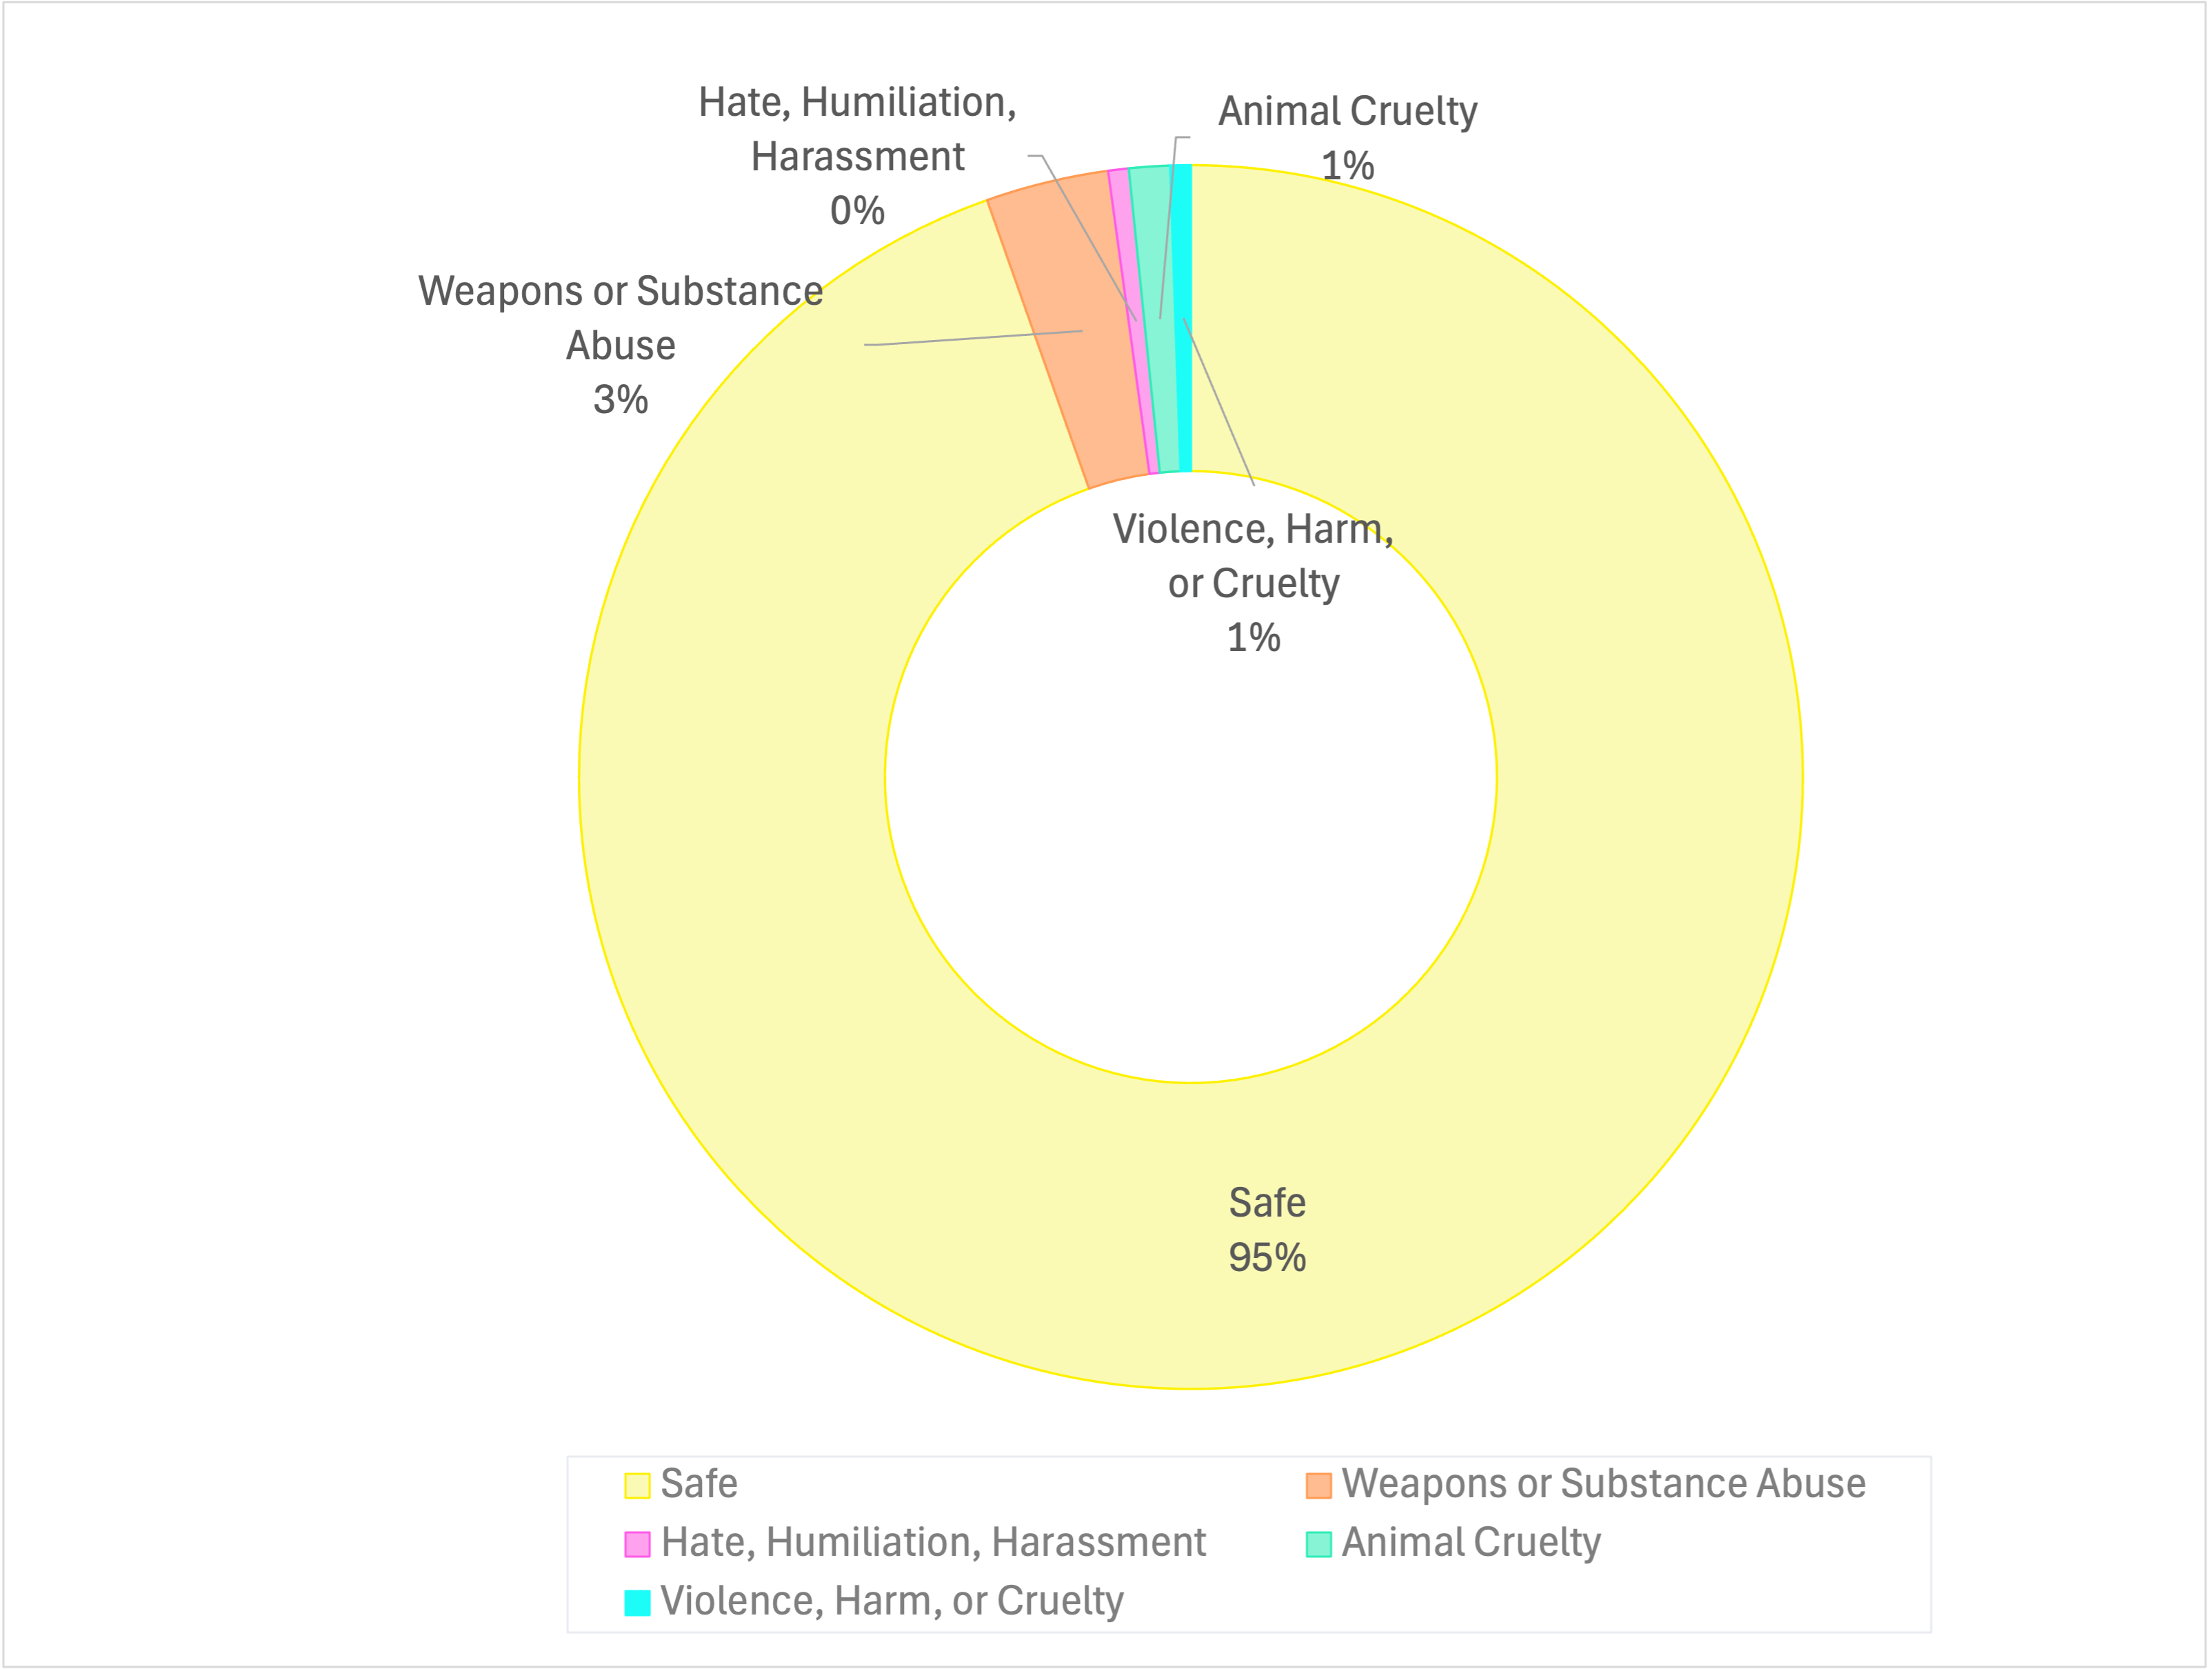 Hate, Humiliation,
Harassment
0%
Animal Cruelty
1%
Weapons or Substance
Abuse
3%
Violence, Harm,
or Cruelty
1%
Safe
95%
Safe
Weapons or Substance Abuse
Hate, Humiliation, Harassment
Animal Cruelty
Violence, Harm, or Cruelty